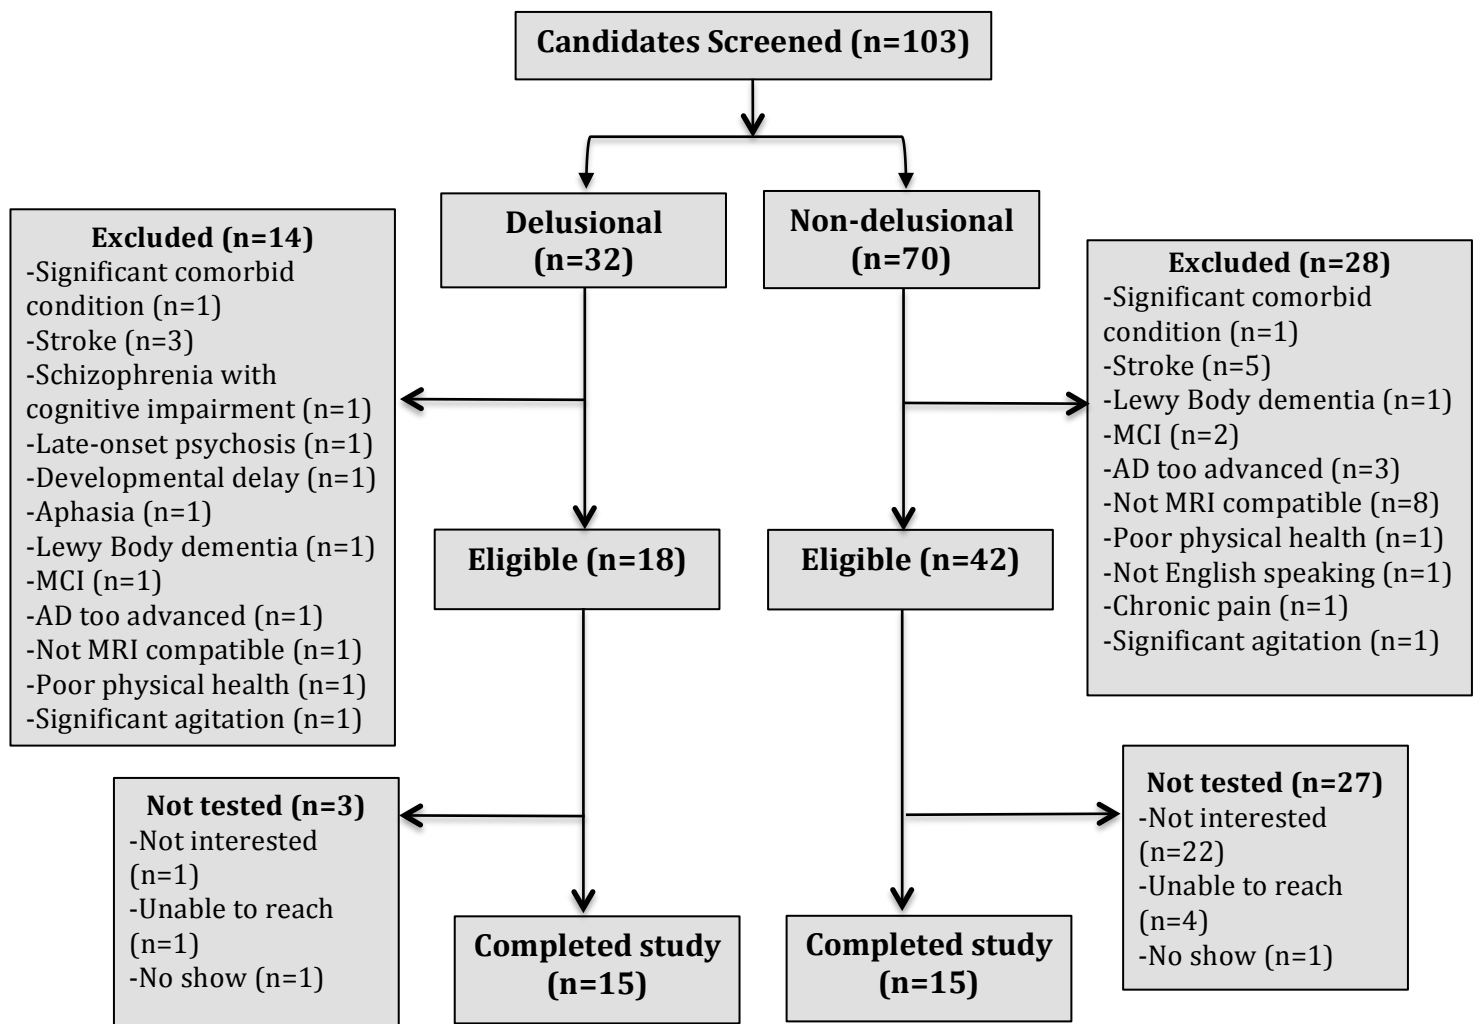 Candidates Screened (n=103)
Delusional
(n=32)
Non-delusional
(n=70)
Excluded (n=14)
-Significant comorbid
condition (n=1)
-Stroke (n=3)
-Schizophrenia with
cognitive impairment (n=1)
-Late-onset psychosis (n=1)
-Developmental delay (n=1)
-Aphasia (n=1)
-Lewy Body dementia (n=1)
-MCI (n=1)
-AD too advanced (n=1)
-Not MRI compatible (n=1)
-Poor physical health (n=1)
-Significant agitation (n=1)
Excluded (n=28)
-Significant comorbid
condition (n=1)
-Stroke (n=5)
-Lewy Body dementia (n=1)
-MCI (n=2)
-AD too advanced (n=3)
-Not MRI compatible (n=8)
-Poor physical health (n=1)
-Not English speaking (n=1)
-Chronic pain (n=1)
-Significant agitation (n=1)
Eligible (n=18)
Eligible (n=42)
Not tested (n=3)
-Not interested
(n=1)
-Unable to reach
(n=1)
-No show (n=1)
Not tested (n=27)
-Not interested
(n=22)
-Unable to reach
(n=4)
-No show (n=1)
Completed study
(n=15)
Completed study
(n=15)